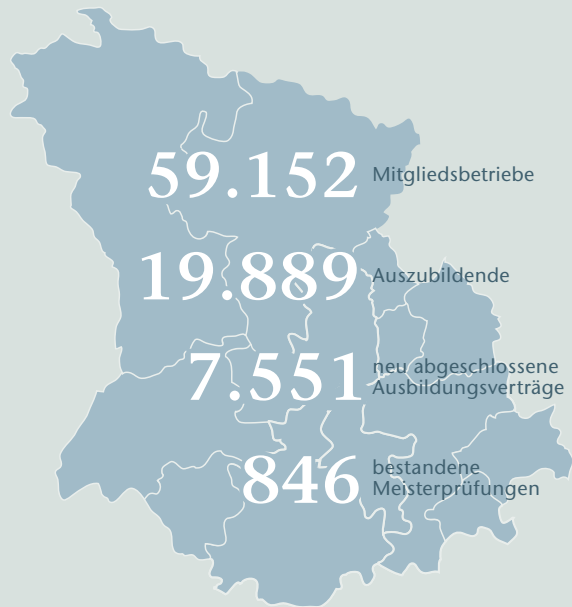 59.152 Mitgliedsbetriebe
19.889 Auszubildende
7.551 neu abgeschlossene
Ausbildungsverträge
846 bestandene
Meisterprüfungen